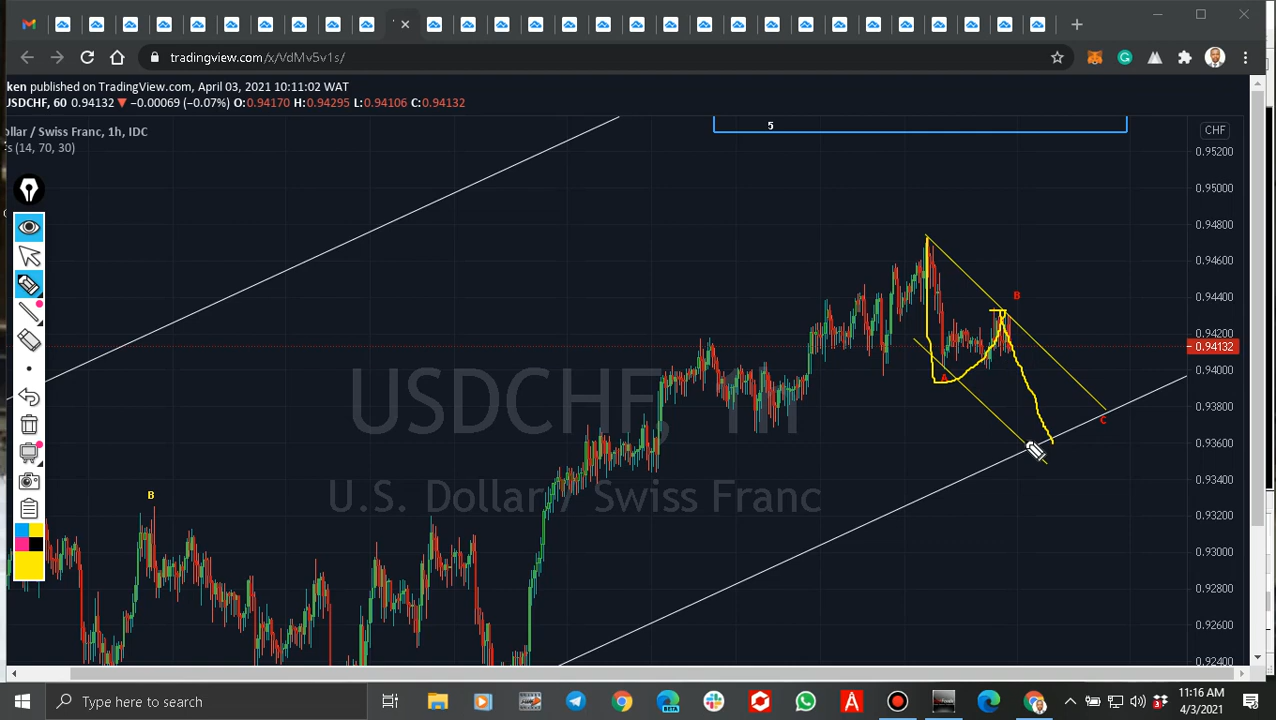 tradingview.com/x/VdMv5v1s/
ken published on TradingView.com, April 03, 2021 10:11:02 WAT
USDCHF, 60 0.94132 ▼ −0.00069 (−0.07%) O:0.94170 H:0.94295 L:0.94106 C:0.94132
ollar / Swiss Franc, 1h, IDC
s (14, 70, 30)
5
CHF
0.95200
0.95000
0.94800
0.94600
0.94400
0.94200
0.94132
0.94000
0.93800
0.93600
0.93400
0.93200
0.93000
0.92800
0.92600
0.92400
B
A
C
B
USDCHF, 1h
U.S. Dollar / Swiss Franc
Type here to search
BETA
11:16 AM
4/3/2021